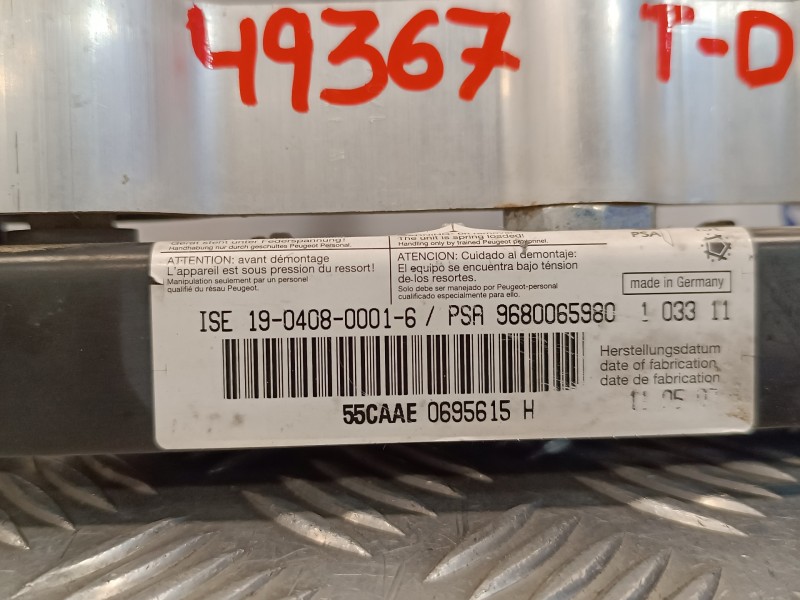 49367 T-D
Gerät steht unter Federspannung!
Handhabung nur durch geschultes Peugeot Personal.
The unit is spring loaded!
Handling only by trained Peugeot personnel.
PSA
ATTENTION: avant démontage
L'appareil est sous pression du ressort!
Manipulation seulement par un personel
qualifié du résau Peugeot.
ATENCION: Cuidado al demontaje:
El equipo se encuentra bajo ténsion
de-los resortes.
Solo debe ser manejado por Peugeot-personal
cualificado especialmente para ello.
made in Germany
ISE 19-0408-0001-6 / PSA 9680065980 1 033 11
Herstellungsdatum
date of fabrication
date de fabrication
55CAAE 0695615 H